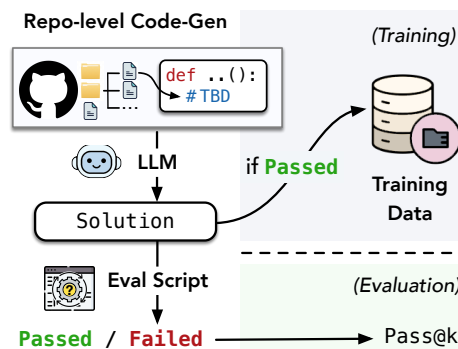 Repo-level Code-Gen
(Training)
def ..():
# TBD
...
LLM
if Passed
Training
Data
Solution
Eval Script
?
(Evaluation)
Passed / Failed
Pass@k